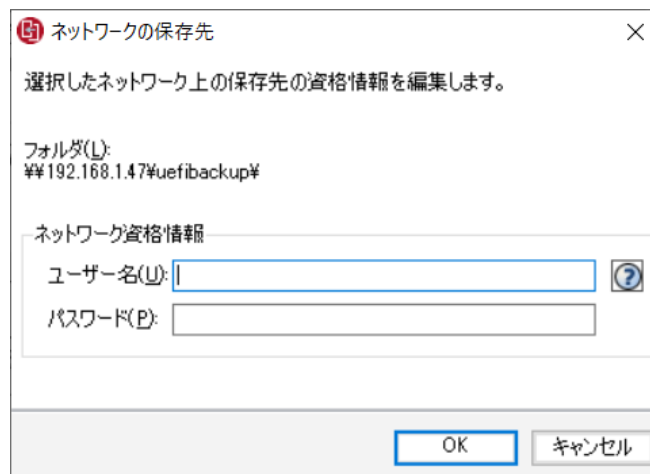 ネットワークの保存先
選択したネットワーク上の保存先の資格情報を編集します。
フォルダ(L):
¥¥192.168.1.47¥uefibackup¥
ネットワーク資格情報
ユーザー名(U):
パスワード(P):
OK
キャンセル